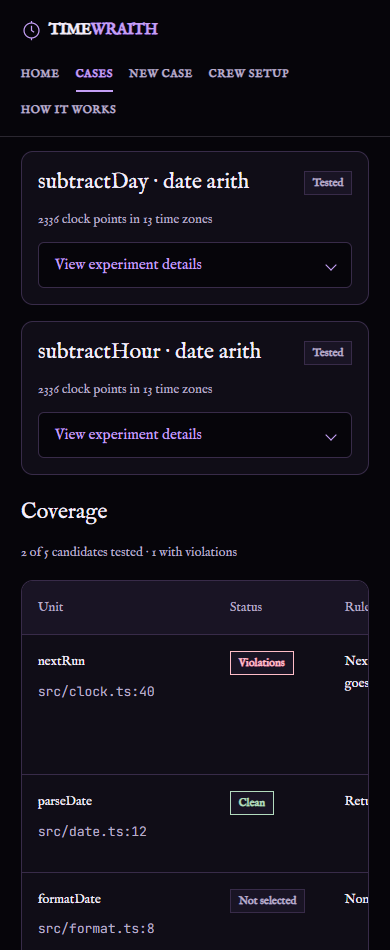 TIMEWRAITH
HOME CASES NEW CASE CREW SETUP
HOW IT WORKS
subtractDay · date arith Tested
2336 clock points in 13 time zones
View experiment details
subtractHour · date arith Tested
2336 clock points in 13 time zones
View experiment details
Coverage
2 of 5 candidates tested · 1 with violations
Unit Status
nextRun Violations
src/clock.ts:40
goes
parseDate Clean
src/date.ts:12
formatDate Not selected
src/format.ts:8